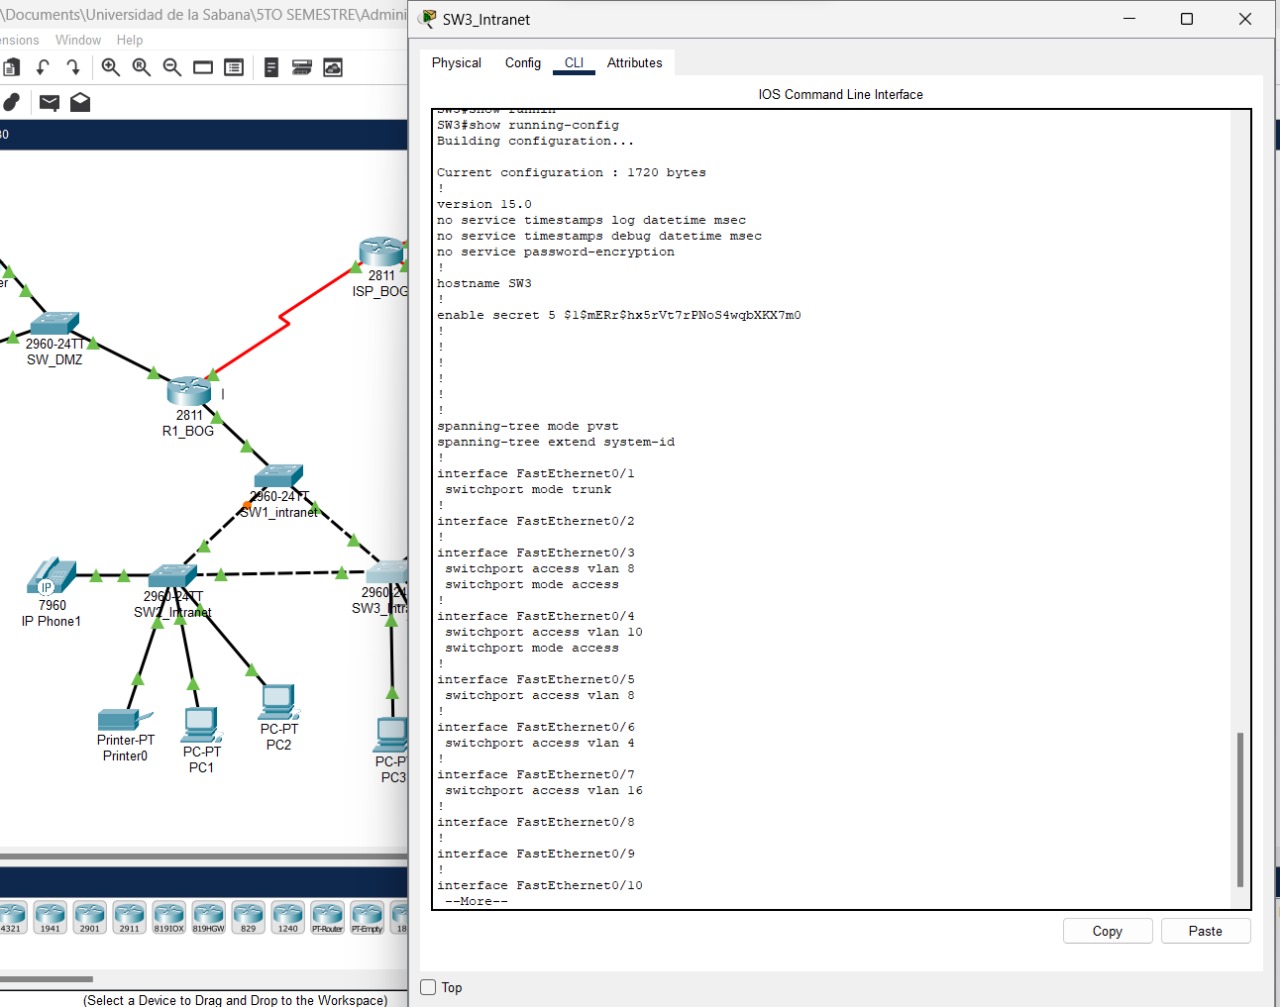 \Documents\Universidad de la Sabana\5TO SEMESTRE\Admini
ensions Window Help
SW_DMZ
2960-24TT
2811
ISP_BOG
2811
R1_BOG
2960-24TT
SW1_intranet
7960
IP Phone1
IP
2960-24TT
SW2_Intranet
2960-24
SW3_Intr
Printer-PT
Printer0
PC-PT
PC1
PC-PT
PC2
PC-P
PC3
4321 1941 2901 2911 819IOX 819HGW 829 1240 PT-Router PT-Empty 18
(Select a Device to Drag and Drop to the Workspace)
SW3_Intranet
Physical Config CLI Attributes
IOS Command Line Interface
SW3#show runnin
SW3#show running-config
Building configuration...
Current configuration : 1720 bytes
!
version 15.0
no service timestamps log datetime msec
no service timestamps debug datetime msec
no service password-encryption
!
hostname SW3
!
enable secret 5 $1$mERr$hx5rVt7rPNoS4wqbXKX7m0
!
!
!
!
!
!
spanning-tree mode pvst
spanning-tree extend system-id
!
interface FastEthernet0/1
switchport mode trunk
!
interface FastEthernet0/2
!
interface FastEthernet0/3
switchport access vlan 8
switchport mode access
!
interface FastEthernet0/4
switchport access vlan 10
switchport mode access
!
interface FastEthernet0/5
switchport access vlan 8
!
interface FastEthernet0/6
switchport access vlan 4
!
interface FastEthernet0/7
switchport access vlan 16
!
interface FastEthernet0/8
!
interface FastEthernet0/9
!
interface FastEthernet0/10
--More--
Copy Paste
Top